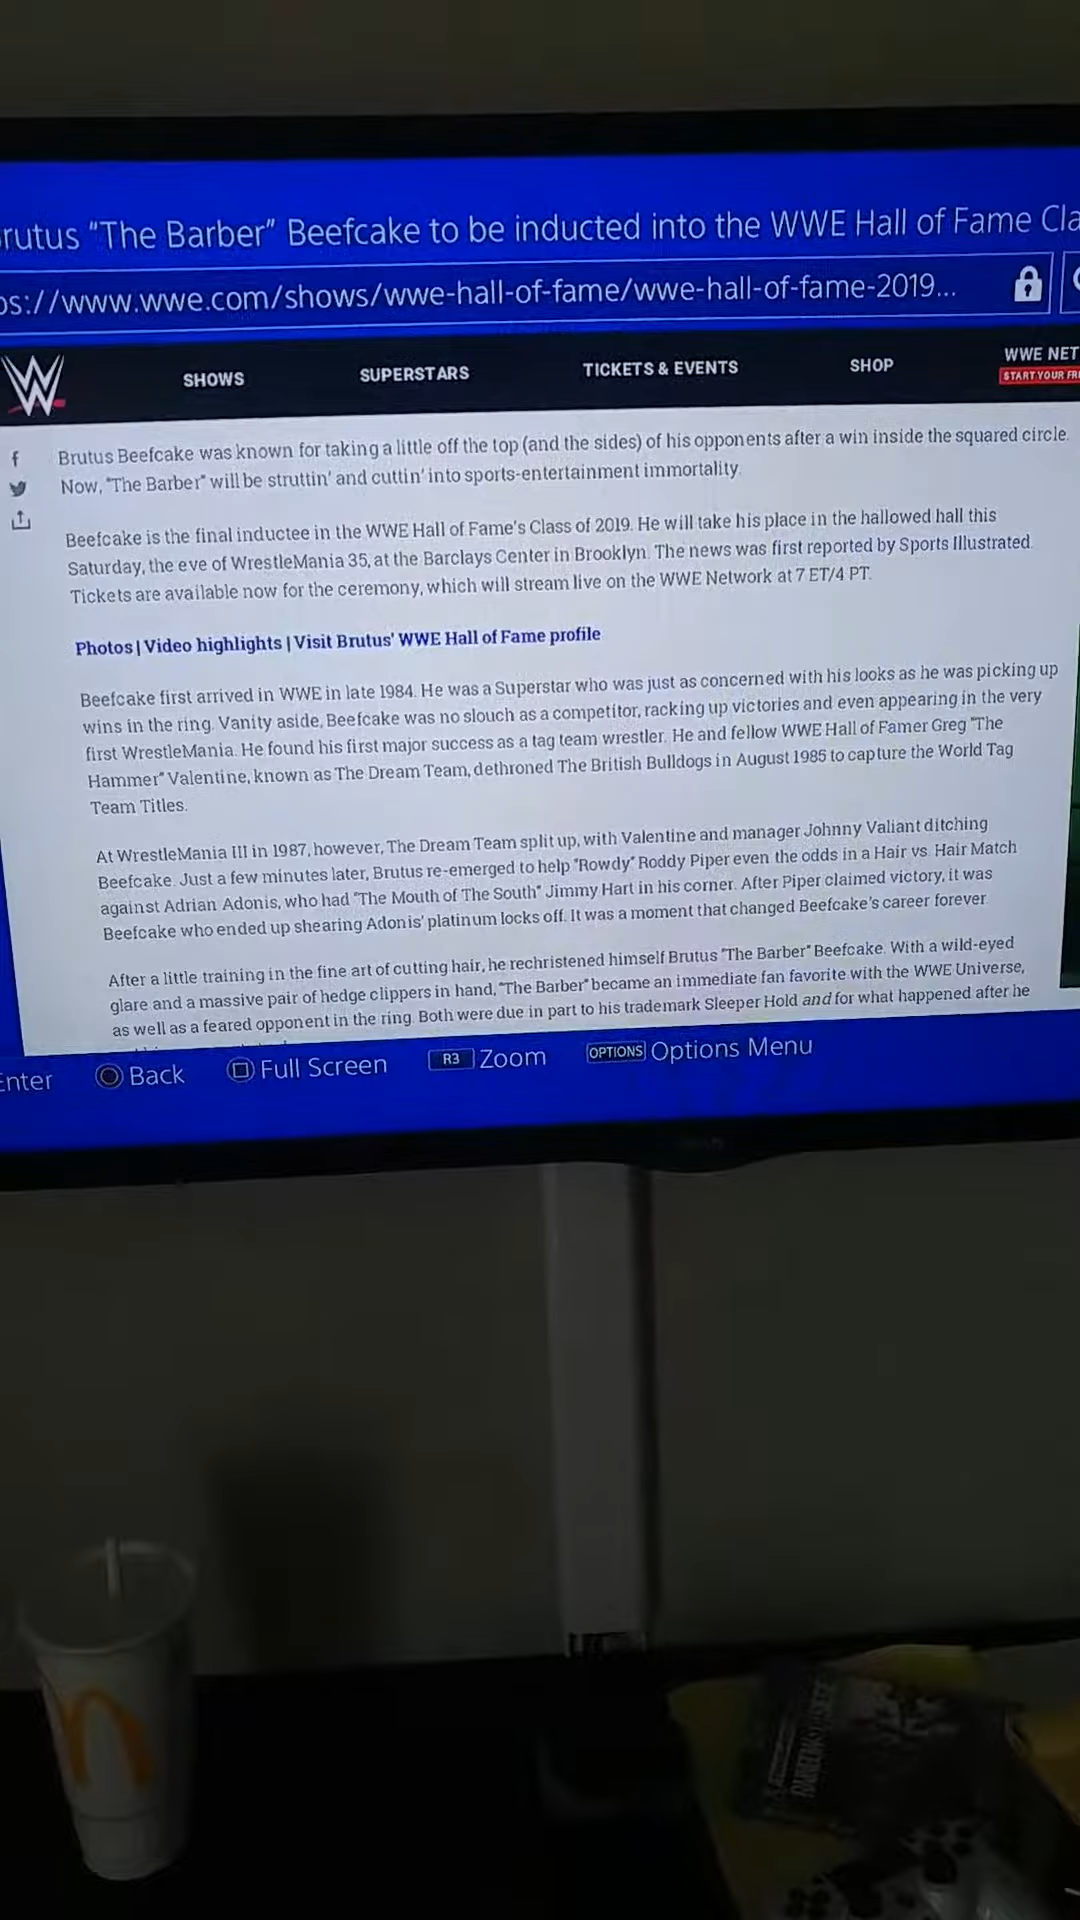 rutus “The Barber” Beefcake to be inducted into the WWE Hall of Fame Cla
ps://www.wwe.com/shows/wwe-hall-of-fame/wwe-hall-of-fame-2019...
W
SHOWS
SUPERSTARS
TICKETS & EVENTS
SHOP
WWE NET
START YOUR FR
f
Brutus Beefcake was known for taking a little off the top (and the sides) of his opponents after a win inside the squared circle.
Now, “The Barber” will be struttin’ and cuttin’ into sports-entertainment immortality.
Beefcake is the final inductee in the WWE Hall of Fame’s Class of 2019. He will take his place in the hallowed hall this
Saturday, the eve of WrestleMania 35, at the Barclays Center in Brooklyn. The news was first reported by Sports Illustrated.
Tickets are available now for the ceremony, which will stream live on the WWE Network at 7 ET/4 PT.
Photos | Video highlights | Visit Brutus’ WWE Hall of Fame profile
Beefcake first arrived in WWE in late 1984. He was a Superstar who was just as concerned with his looks as he was picking up
wins in the ring. Vanity aside, Beefcake was no slouch as a competitor, racking up victories and even appearing in the very
first WrestleMania. He found his first major success as a tag team wrestler. He and fellow WWE Hall of Famer Greg “The
Hammer” Valentine, known as The Dream Team, dethroned The British Bulldogs in August 1985 to capture the World Tag
Team Titles.
At WrestleMania III in 1987, however, The Dream Team split up, with Valentine and manager Johnny Valiant ditching
Beefcake. Just a few minutes later, Brutus re-emerged to help “Rowdy” Roddy Piper even the odds in a Hair vs. Hair Match
against Adrian Adonis, who had “The Mouth of The South” Jimmy Hart in his corner. After Piper claimed victory, it was
Beefcake who ended up shearing Adonis’ platinum locks off. It was a moment that changed Beefcake’s career forever.
After a little training in the fine art of cutting hair, he rechristened himself Brutus “The Barber” Beefcake. With a wild-eyed
glare and a massive pair of hedge clippers in hand, “The Barber” became an immediate fan favorite with the WWE Universe,
as well as a feared opponent in the ring. Both were due in part to his trademark Sleeper Hold and for what happened after he
Enter
Back
Full Screen
R3 Zoom
OPTIONS Options Menu